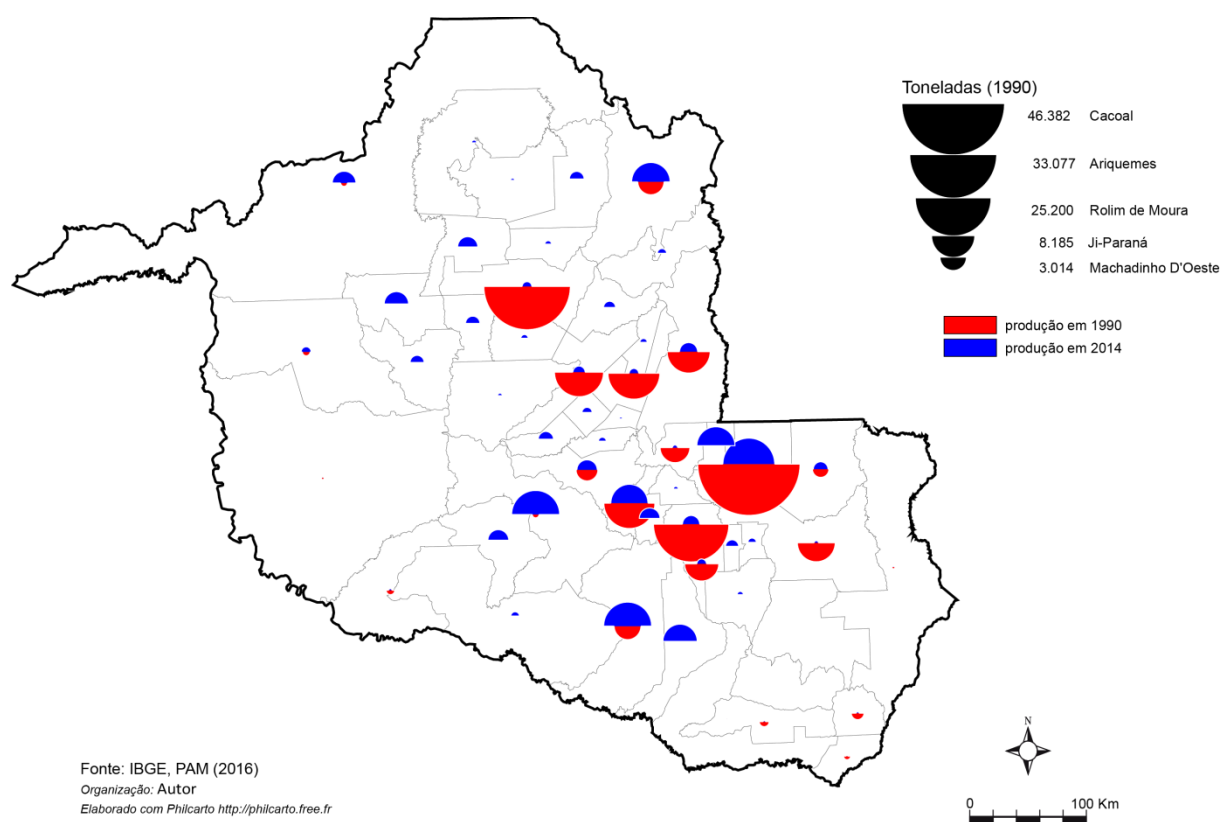 Toneladas (1990)
46.382 Cacoal
33.077 Ariquemes
25.200 Rolim de Moura
8.185 Ji-Paraná
3.014 Machadinho D'Oeste
produção em 1990
produção em 2014
Fonte: IBGE, PAM (2016)
Organização: Autor
Elaborado com Philcarto http://philcarto.free.fr
N
0 100 Km